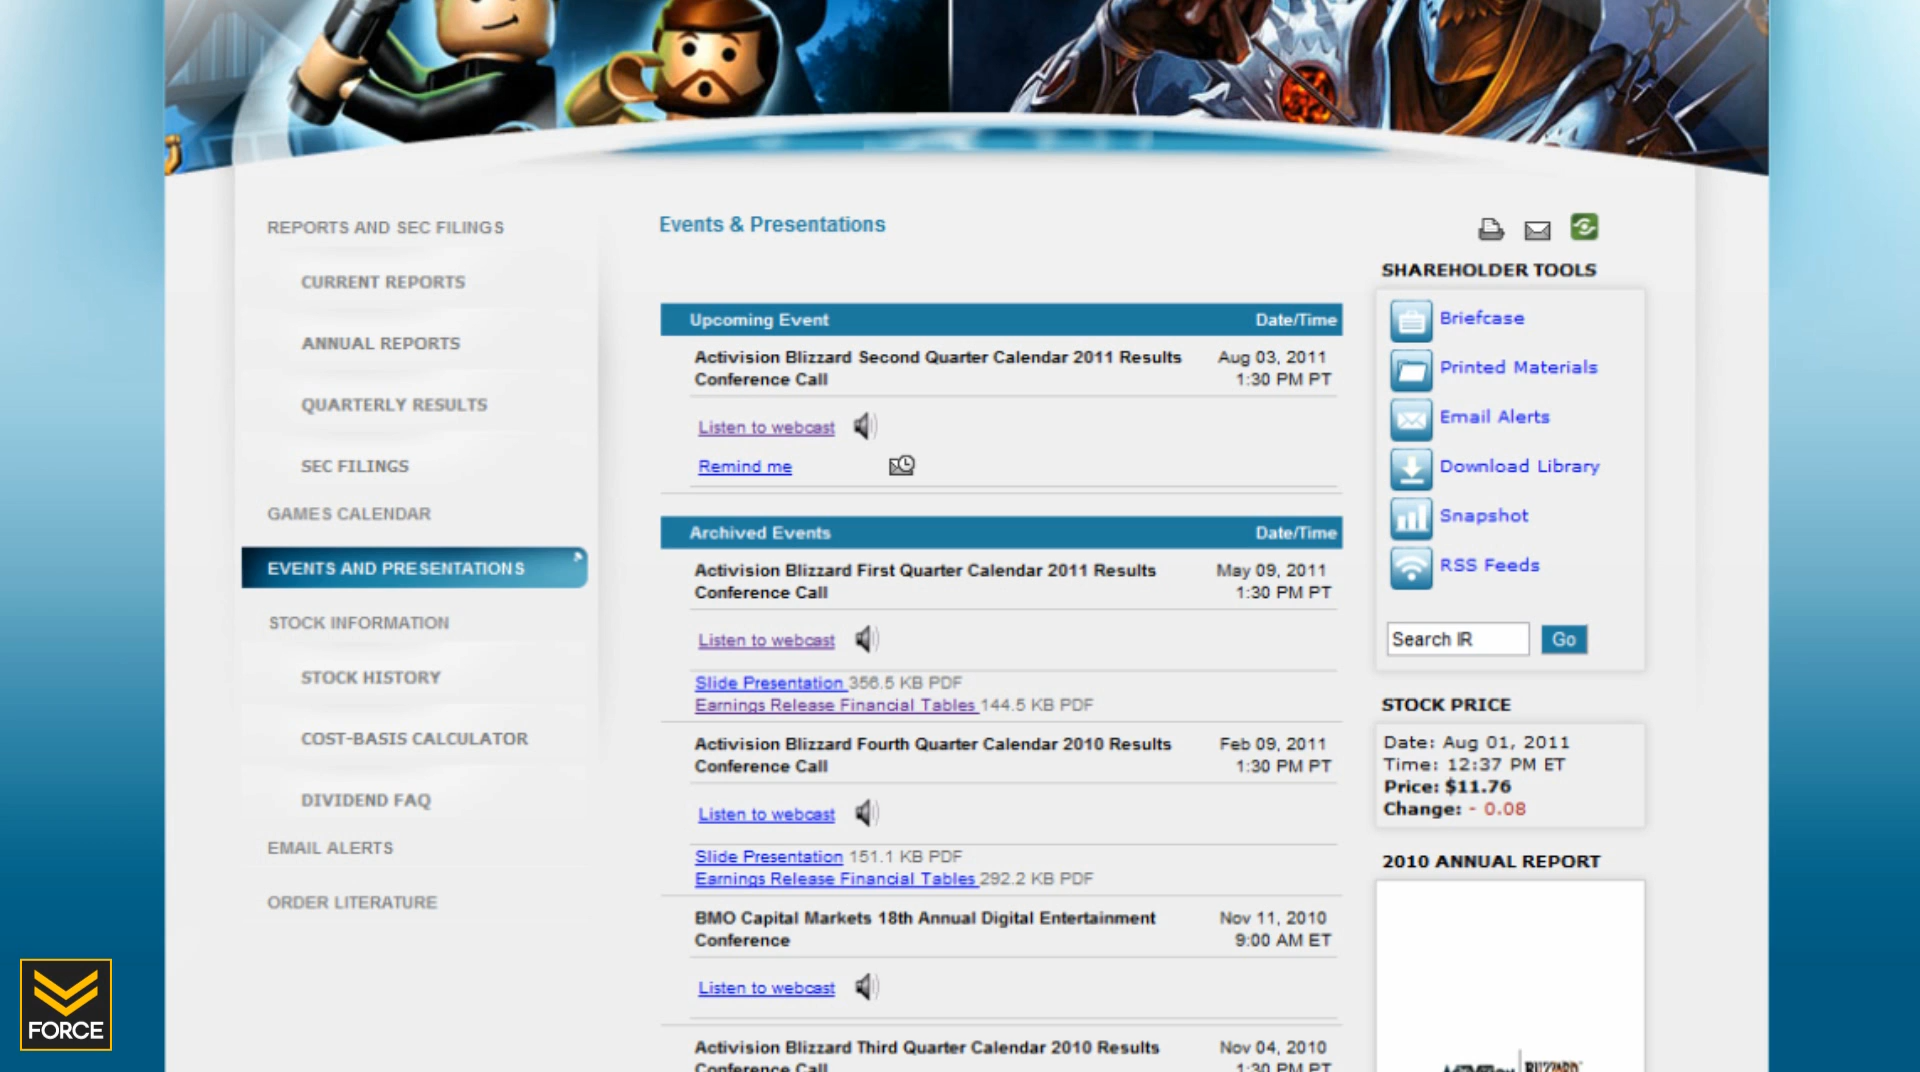 REPORTS AND SEC FILINGS
CURRENT REPORTS
ANNUAL REPORTS
QUARTERLY RESULTS
SEC FILINGS
GAMES CALENDAR
EVENTS AND PRESENTATIONS
STOCK INFORMATION
STOCK HISTORY
COST-BASIS CALCULATOR
DIVIDEND FAQ
EMAIL ALERTS
ORDER LITERATURE
FORCE
Events & Presentations
Upcoming Event Date/Time
Activision Blizzard Second Quarter Calendar 2011 Results Aug 03, 2011
Conference Call 1:30 PM PT
Listen to webcast
Remind me
Archived Events Date/Time
Activision Blizzard First Quarter Calendar 2011 Results May 09, 2011
Conference Call 1:30 PM PT
Listen to webcast
Slide Presentation 356.5 KB PDF
Earnings Release Financial Tables 144.5 KB PDF
Activision Blizzard Fourth Quarter Calendar 2010 Results Feb 09, 2011
Conference Call 1:30 PM PT
Listen to webcast
Slide Presentation 151.1 KB PDF
Earnings Release Financial Tables 292.2 KB PDF
BMO Capital Markets 18th Annual Digital Entertainment Nov 11, 2010
Conference 9:00 AM ET
Listen to webcast
Activision Blizzard Third Quarter Calendar 2010 Results Nov 04, 2010
Conference Call 1:30 PM PT
SHAREHOLDER TOOLS
Briefcase
Printed Materials
Email Alerts
Download Library
Snapshot
RSS Feeds
Search IR Go
STOCK PRICE
Date: Aug 01, 2011
Time: 12:37 PM ET
Price: $11.76
Change: - 0.08
2010 ANNUAL REPORT
ACTIVISION BLIZZARD